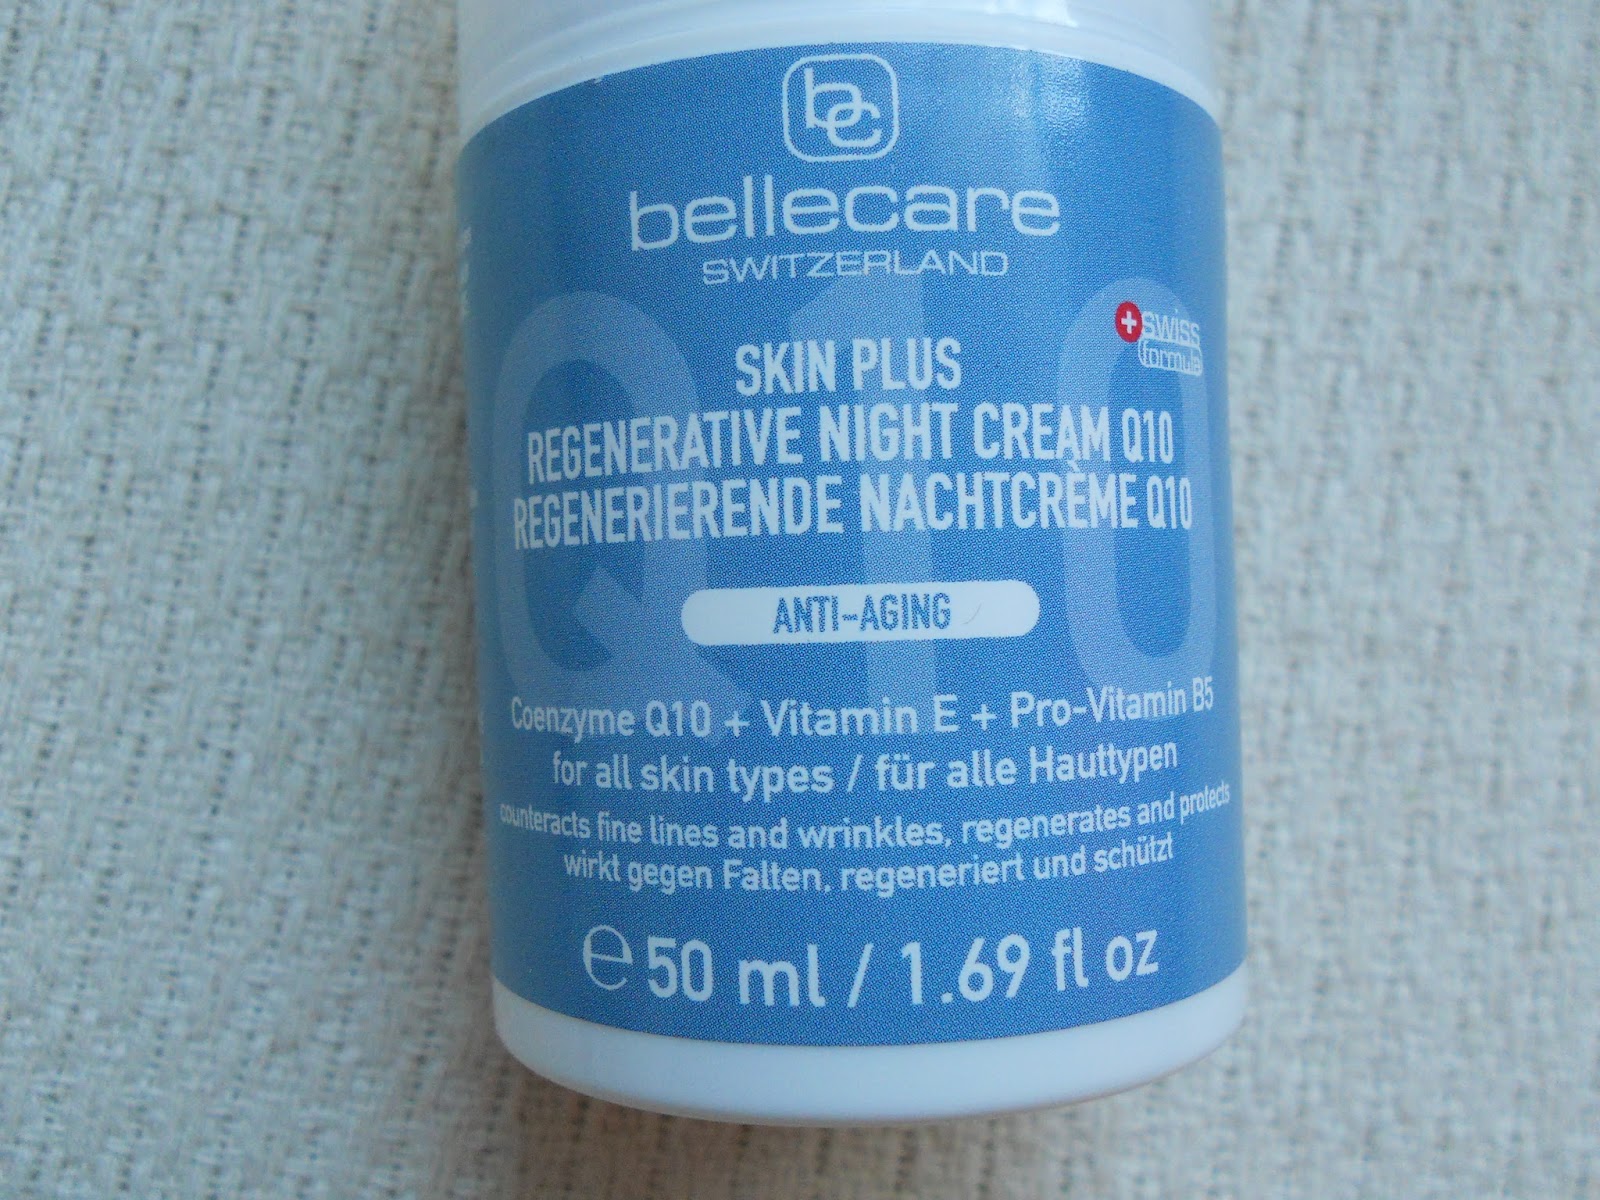 bc
bellecare
SWITZERLAND
Q10
swiss
formula
SKIN PLUS
REGENERATIVE NIGHT CREAM Q10
REGENERIERENDE NACHTCRÈME Q10
ANTI-AGING
Coenzyme Q10 + Vitamin E + Pro-Vitamin B5
for all skin types / für alle Hauttypen
counteracts fine lines and wrinkles, regenerates and protects
wirkt gegen Falten, regeneriert und schützt
℮ 50 ml / 1.69 fl oz